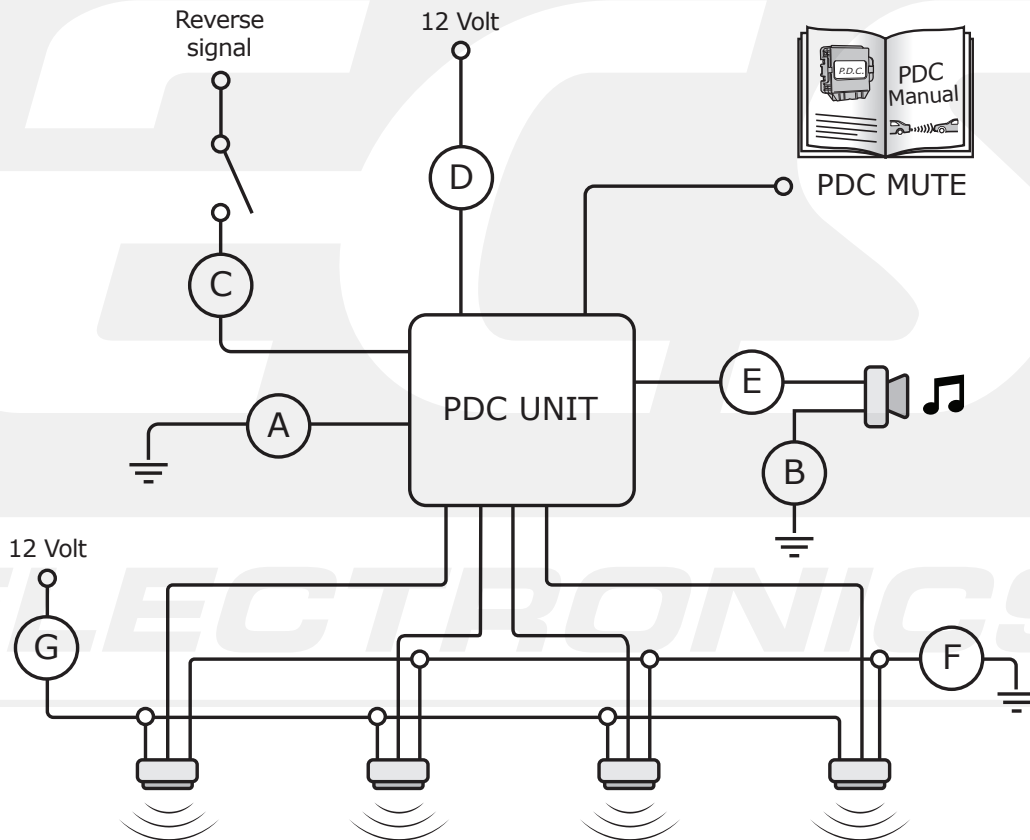 Reverse
signal
12 Volt
P.D.C.
PDC
Manual
D
PDC MUTE
C
E
PDC UNIT
A
B
12 Volt
ELECTRONICS
G
F